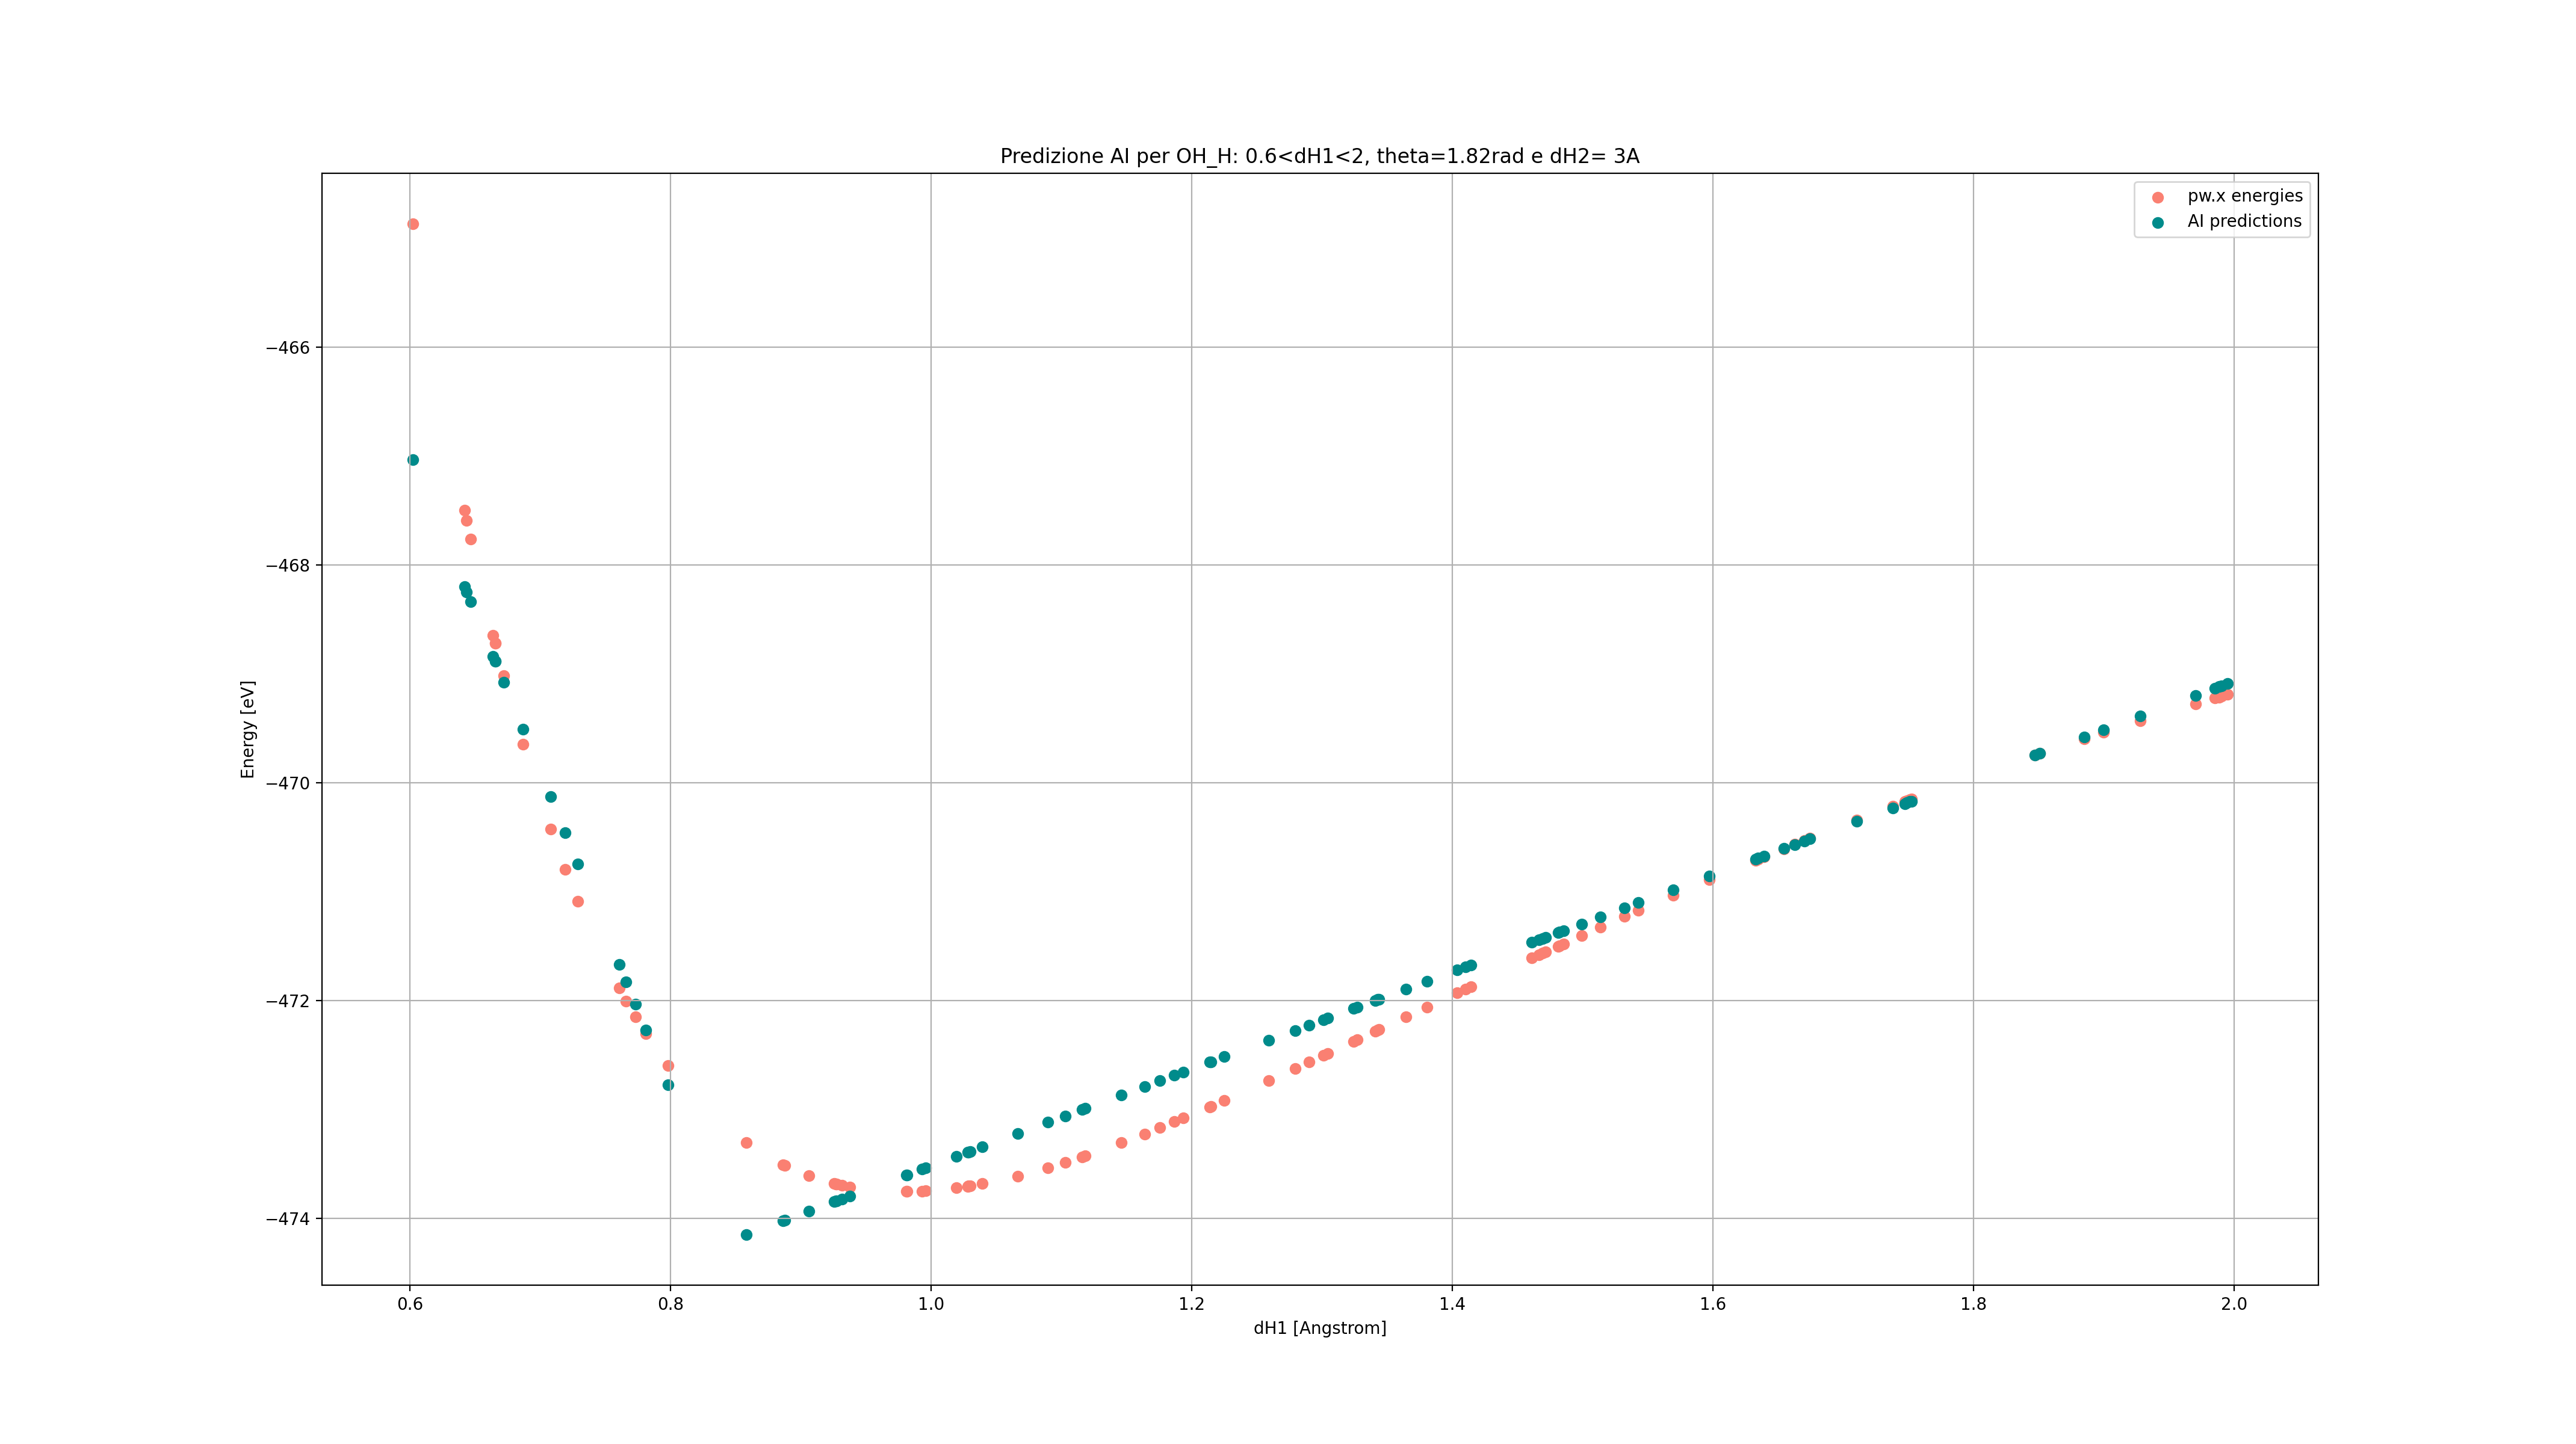 Predizione AI per OH_H: 0.6<dH1<2, theta=1.82rad e dH2= 3A
pw.x energies
AI predictions
−466
−468
−470
−472
−474
Energy [eV]
0.6 0.8 1.0 1.2 1.4 1.6 1.8 2.0
dH1 [Angstrom]